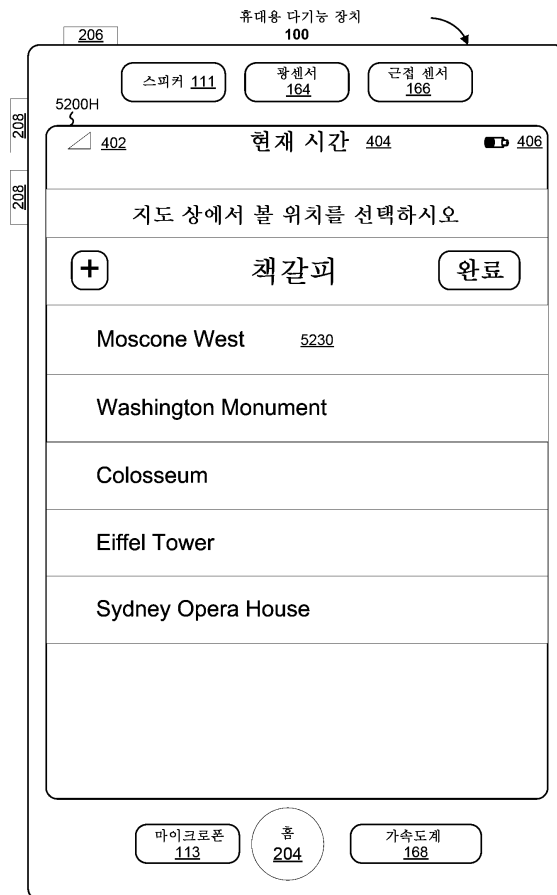 휴대용 다기능 장치
100
206
스피커 111
광센서
164
근접 센서
166
208
208
5200H
402
현재 시간 404
406
지도 상에서 볼 위치를 선택하시오
+
책갈피
완료
Moscone West 5230
Washington Monument
Colosseum
Eiffel Tower
Sydney Opera House
마이크로폰
113
홈
204
가속도계
168